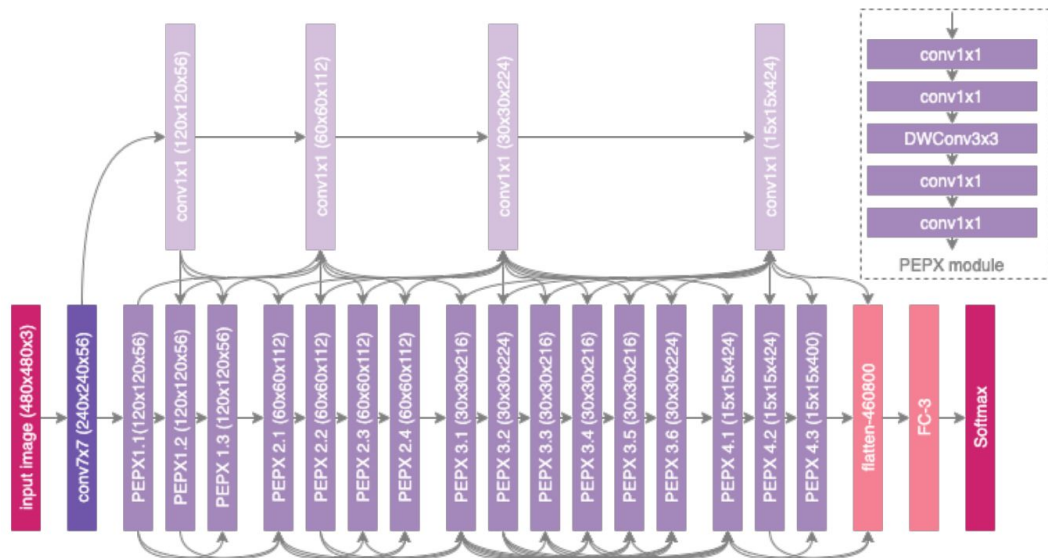 conv1x1 (120x120x56)
conv1x1 (60x60x112)
conv1x1 (30x30x224)
conv1x1 (15x15x424)
conv1x1
conv1x1
DWConv3x3
conv1x1
conv1x1
PEPX module
input image (480x480x3)
conv7x7 (240x240x56)
PEPX1.1(120x120x56)
PEPX1.2 (120x120x56)
PEPX 1.3 (120x120x56)
PEPX 2.1 (60x60x112)
PEPX 2.2 (60x60x112)
PEPX 2.3 (60x60x112)
PEPX 2.4 (60x60x112)
PEPX 3.1 (30x30x216)
PEPX 3.2 (30x30x224)
PEPX 3.3 (30x30x216)
PEPX 3.4 (30x30x216)
PEPX 3.5 (30x30x216)
PEPX 3.6 (30x30x224)
PEPX 4.1 (15x15x424)
PEPX 4.2 (15x15x424)
PEPX 4.3 (15x15x400)
flatten-460800
FC-3
Softmax